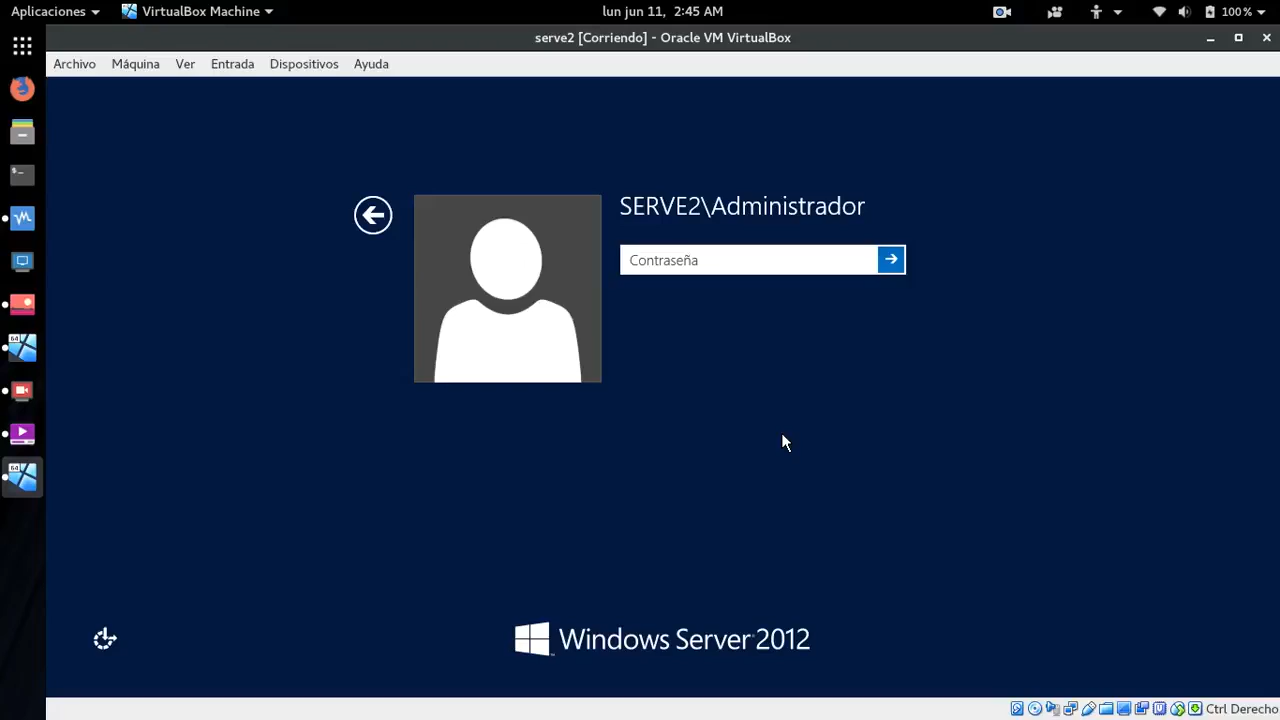 Aplicaciones
VirtualBox Machine
lun jun 11, 2:45 AM
100%
serve2 [Corriendo] - Oracle VM VirtualBox
Archivo
Máquina
Ver
Entrada
Dispositivos
Ayuda
SERVE2\Administrador
Contraseña
Windows Server 2012
Ctrl Derecho